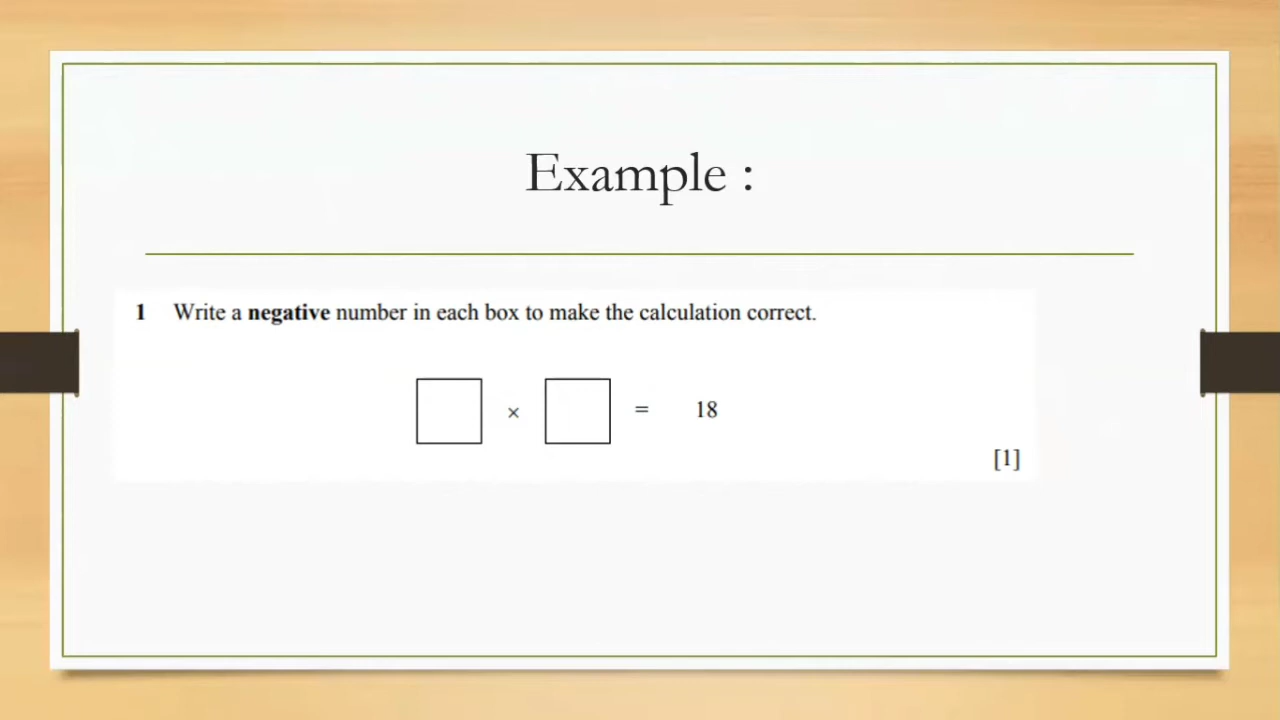 Example :
1 Write a negative number in each box to make the calculation correct.
× = 18
[1]